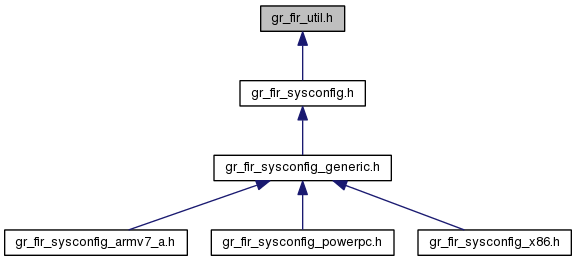 gr_fir_util.h
gr_fir_sysconfig.h
gr_fir_sysconfig_generic.h
gr_fir_sysconfig_armv7_a.h
gr_fir_sysconfig_powerpc.h
gr_fir_sysconfig_x86.h